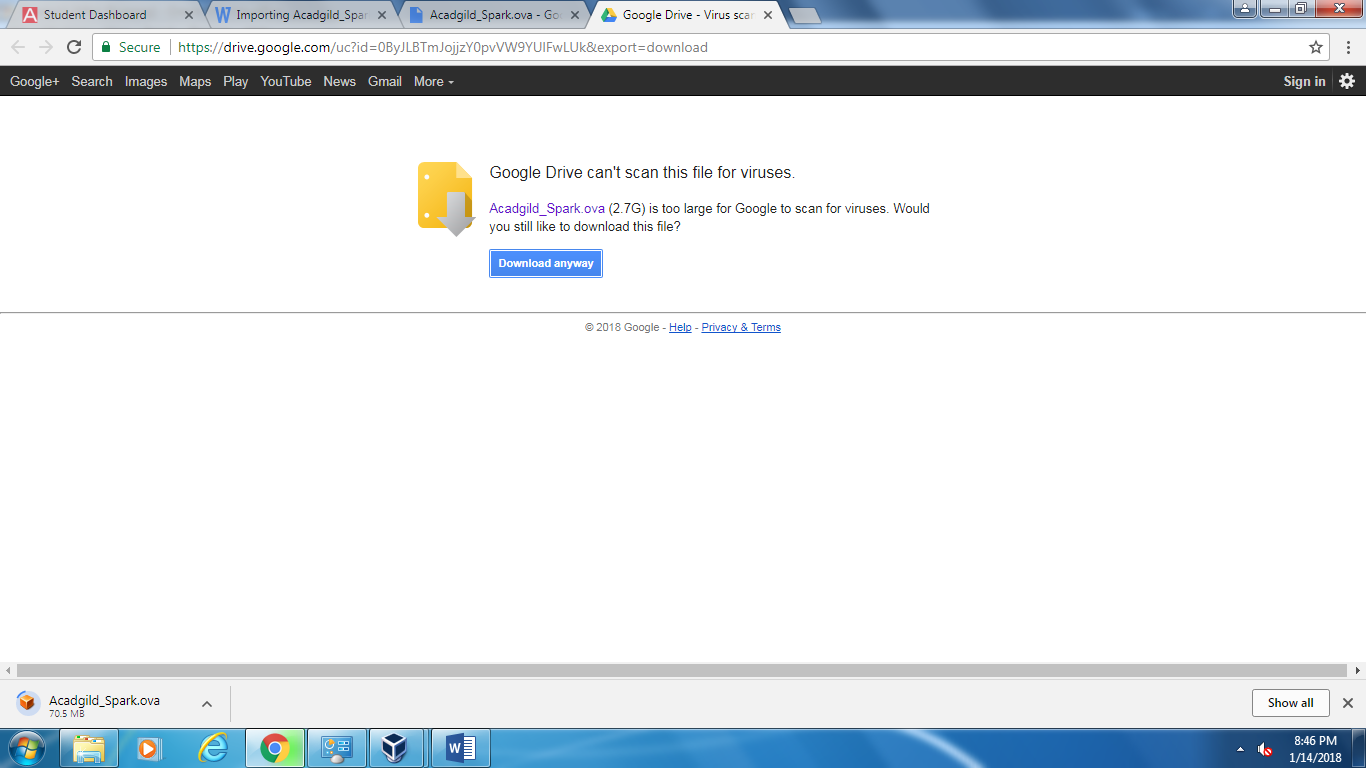 Student Dashboard
Importing Acadgild_Spar
Acadgild_Spark.ova - Go
Google Drive - Virus scan
Secure
https://drive.google.com/uc?id=0ByJLBTmJojjzY0pvVW9YUlFwLUk&export=download
Google+ Search Images Maps Play YouTube News Gmail More
Sign in
Google Drive can't scan this file for viruses.
Acadgild_Spark.ova (2.7G) is too large for Google to scan for viruses. Would
you still like to download this file?
Download anyway
© 2018 Google - Help - Privacy & Terms
Acadgild_Spark.ova
70.5 MB
Show all
8:46 PM
1/14/2018